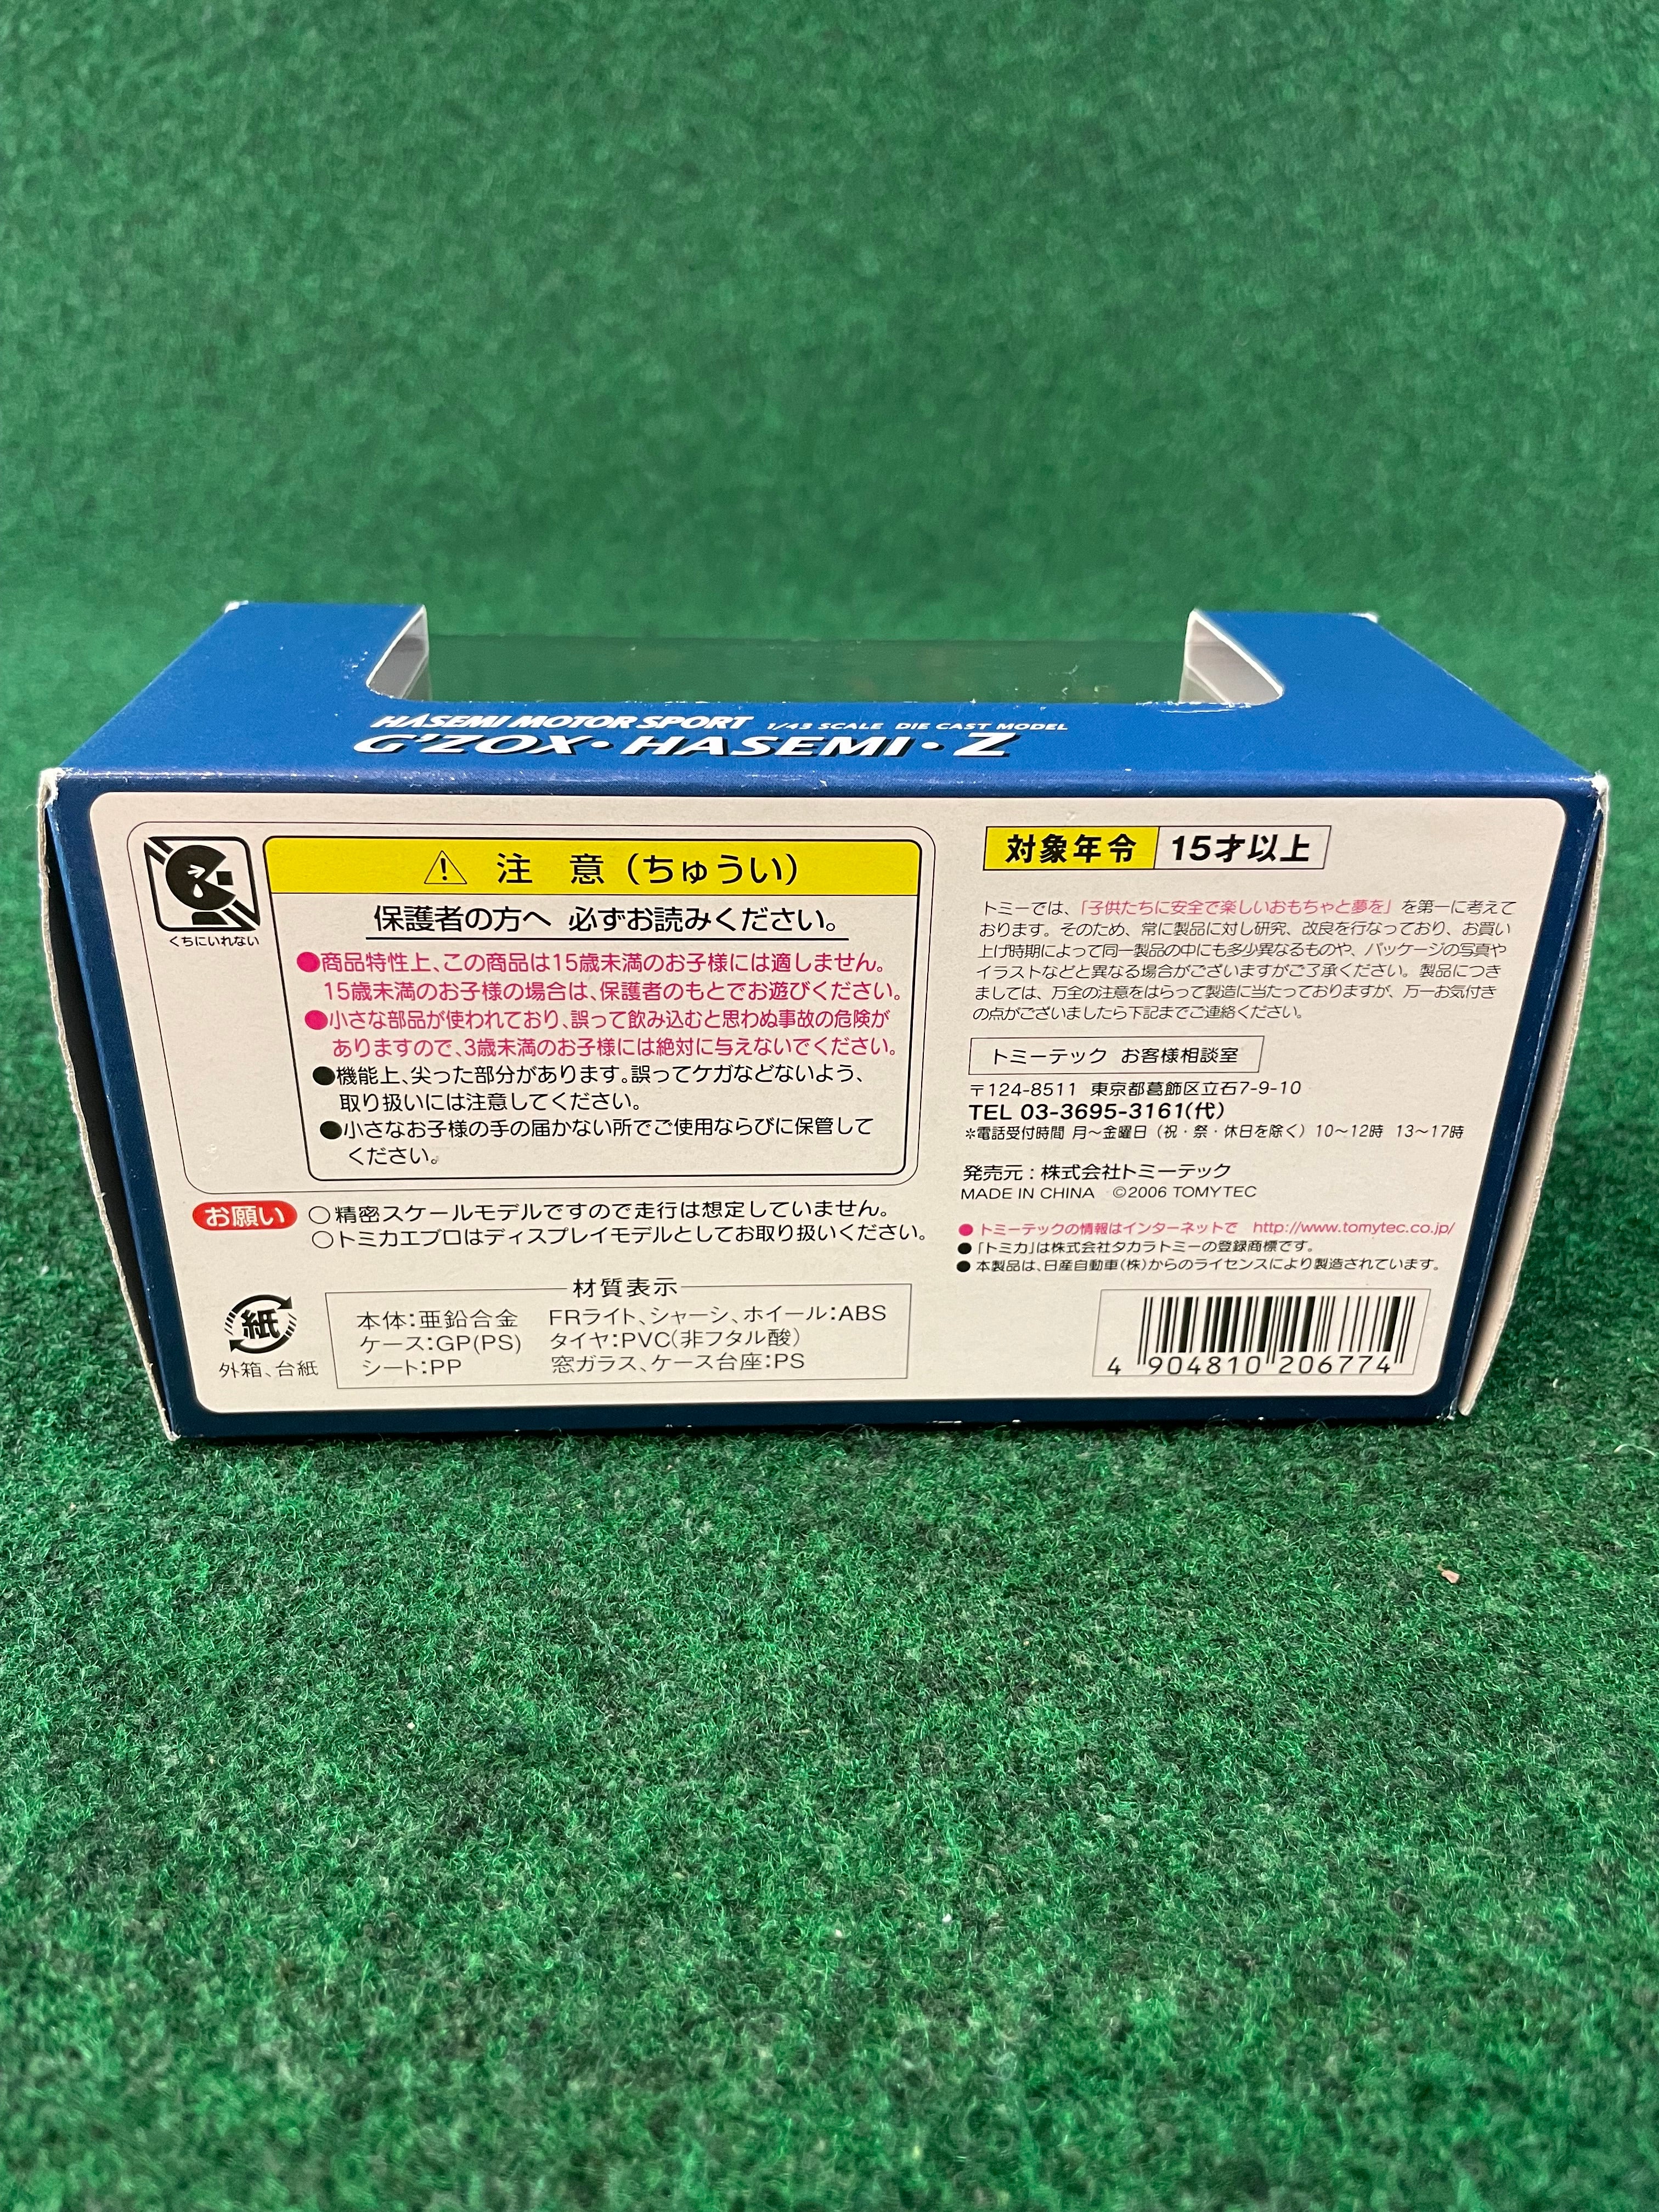 HASEMI MOTOR SPORT 1/43 SCALE DIE CAST MODEL
G'ZOX・HASEMI・Z
くちにいれない
注 意（ちゅうい）
保護者の方へ 必ずお読みください。
●商品特性上、この商品は15歳未満のお子様には適しません。
15歳未満のお子様の場合は、保護者のもとでお遊びください。
●小さな部品が使われており、誤って飲み込むと思わぬ事故の危険が
ありますので、3歳未満のお子様には絶対に与えないでください。
●機能上、尖った部分があります。誤ってケガなどないよう、
取り扱いには注意してください。
●小さなお子様の手の届かない所でご使用ならびに保管して
ください。
お願い ○精密スケールモデルですので走行は想定していません。
○トミカエブロはディスプレイモデルとしてお取り扱いください。
紙
外箱、台紙
材質表示
本体：亜鉛合金 FRライト、シャーシ、ホイール：ABS
ケース：GP(PS) タイヤ：PVC(非フタル酸)
シート：PP 窓ガラス、ケース台座：PS
対象年令 15才以上
トミーでは、「子供たちに安全で楽しいおもちゃと夢を」を第一に考えて
おります。そのため、常に製品に対し研究、改良を行なっており、お買い
上げ時期によって同一製品の中にも多少異なるものや、パッケージの写真や
イラストなどと異なる場合がございますがご了承ください。製品につき
ましては、万全の注意をはらって製造に当たっておりますが、万一お気付き
の点がございましたら下記までご連絡ください。
トミーテック お客様相談室
〒124-8511 東京都葛飾区立石7-9-10
TEL 03-3695-3161(代)
＊電話受付時間 月～金曜日（祝・祭・休日を除く）10～12時 13～17時
発売元：株式会社トミーテック
MADE IN CHINA ©2006 TOMYTEC
●トミーテックの情報はインターネットで http://www.tomytec.co.jp/
●「トミカ」は株式会社タカラトミーの登録商標です。
●本製品は、日産自動車(株)からのライセンスにより製造されています。
4 904810 206774